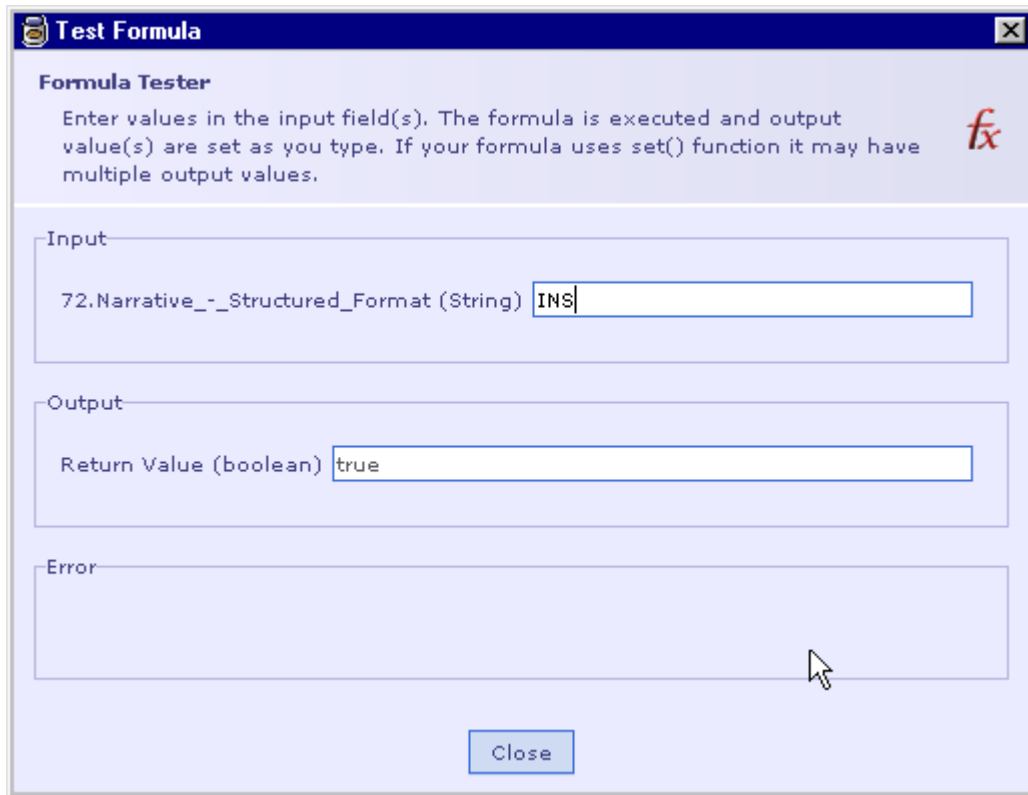 Test Formula
Formula Tester
Enter values in the input field(s). The formula is executed and output
value(s) are set as you type. If your formula uses set() function it may have
multiple output values.
fx
Input
72.Narrative_-_Structured_Format (String) INS
Output
Return Value (boolean) true
Error
Close